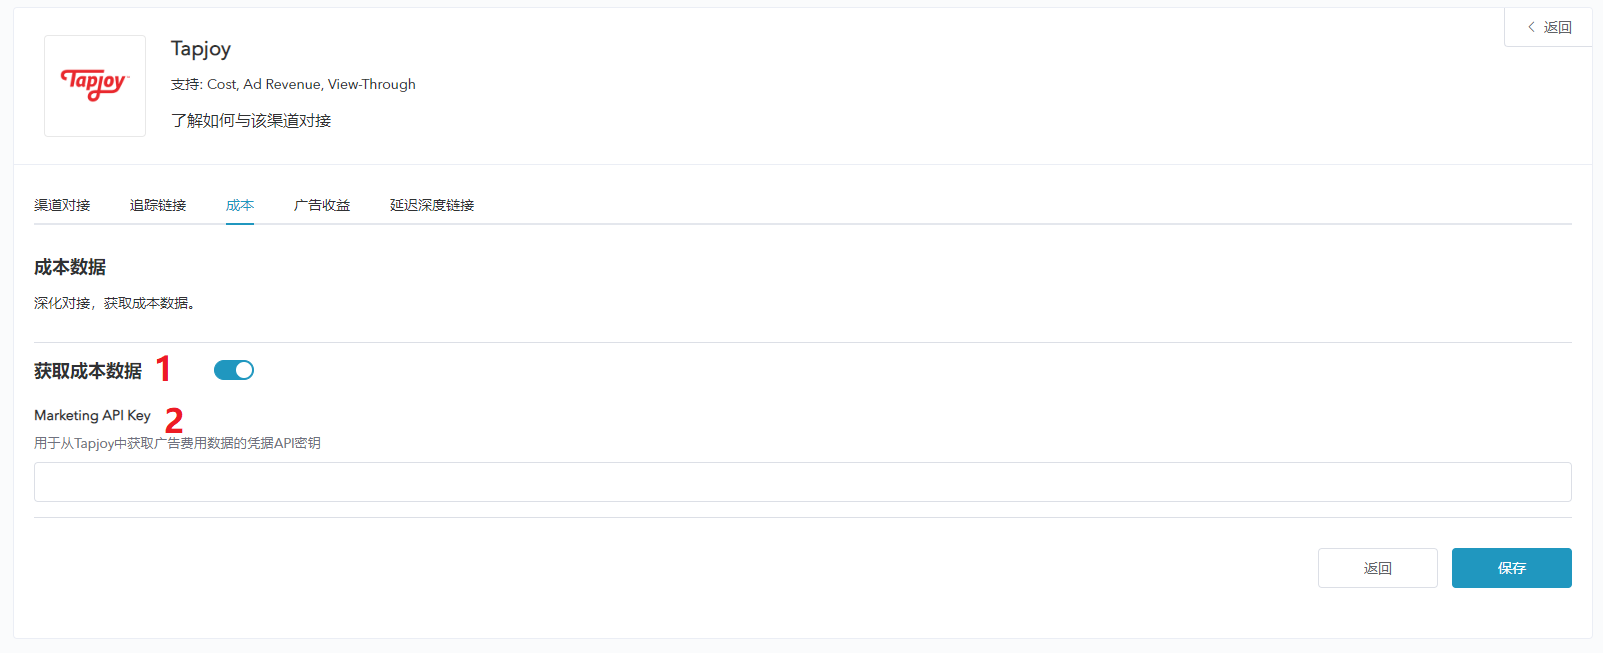 返回
Tapjoy
Tapjoy
支持: Cost, Ad Revenue, View-Through
了解如何与该渠道对接
渠道对接 追踪链接 成本 广告收益 延迟深度链接
成本数据
深化对接，获取成本数据。
获取成本数据 1
Marketing API Key 2
用于从Tapjoy中获取广告费用数据的凭据API密钥
返回 保存